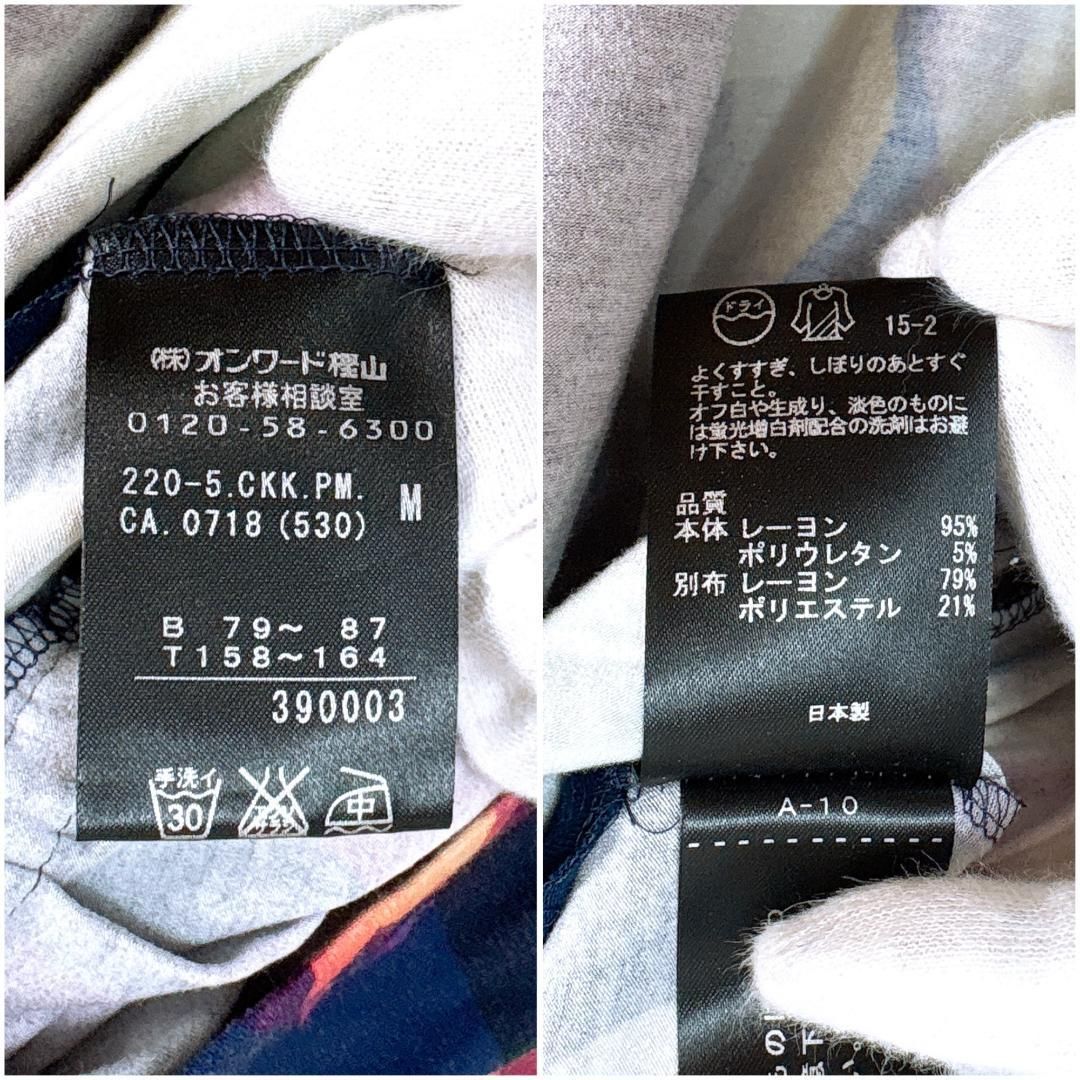 (株)オンワード樫山
お客様相談室
0120-58-6300
220-5.CKK.PM. M
CA.0718(530)
B 79～ 87
T158～164
390003
手洗イ
30
中
ドライ
15-2
よくすすぎ、しぼりのあとすぐ
干すこと。
オフ白や生成り、淡色のものに
は蛍光増白剤配合の洗剤はお避
け下さい。
品質
本体 レーヨン 95%
ポリウレタン 5%
別布 レーヨン 79%
ポリエステル 21%
日本製
A-10